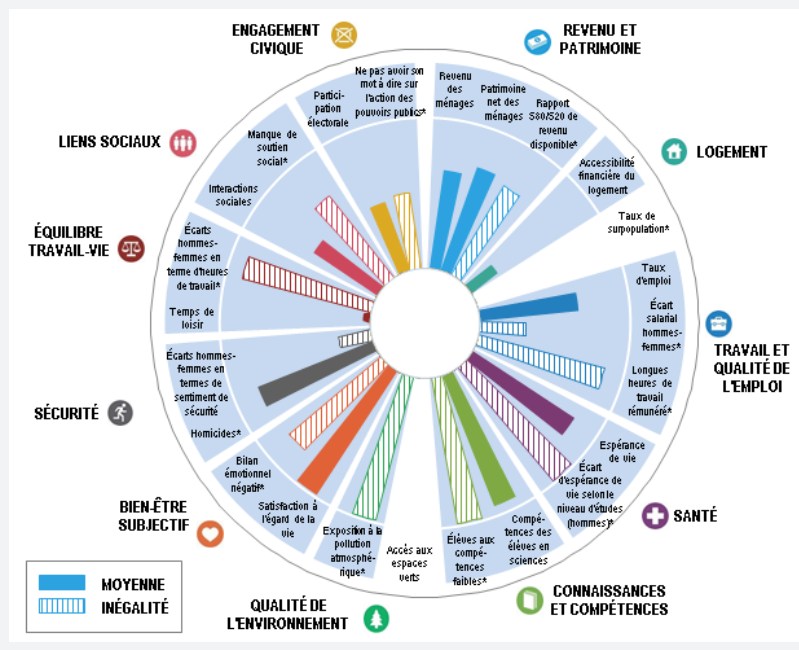 ENGAGEMENT
CIVIQUE
REVENU ET
PATRIMOINE
Partici-
pation
électorale
Ne pas avoir son
mot à dire sur
l'action des
pouvoirs publics*
Revenu
des
ménages
Patrimoine
net des
ménages
Rapport
S80/S20 de
revenu
disponible*
LIENS SOCIAUX
Manque de
soutien
social*
Interactions
sociales
LOGEMENT
Accessibilité
financière du
logement
Taux de
surpopulation*
ÉQUILIBRE
TRAVAIL-VIE
Écarts
hommes-
femmes en
terme d'heures
de travail*
Temps de
loisir
Taux
d'emploi
Écart
salarial
hommes-
femmes*
Longues
heures de
travail
rémunéré*
TRAVAIL ET
QUALITÉ DE
L'EMPLOI
SÉCURITÉ
Écarts hommes-
femmes en
termes de
sentiment de
sécurité
Homicides*
Espérance
de vie
Écart
d'espérance de
vie selon le
niveau d'études
(hommes)*
SANTÉ
BIEN-ÊTRE
SUBJECTIF
Bilan
émotionnel
négatif*
Satisfaction à
l'égard de la
vie
Exposition à la
pollution
atmosphé-
rique*
Accès aux
espaces
verts
Élèves aux
compé-
tences
faibles*
Compé-
tences des
élèves en
sciences
QUALITÉ DE
L'ENVIRONNEMENT
CONNAISSANCES
ET COMPÉTENCES
MOYENNE
INÉGALITÉ